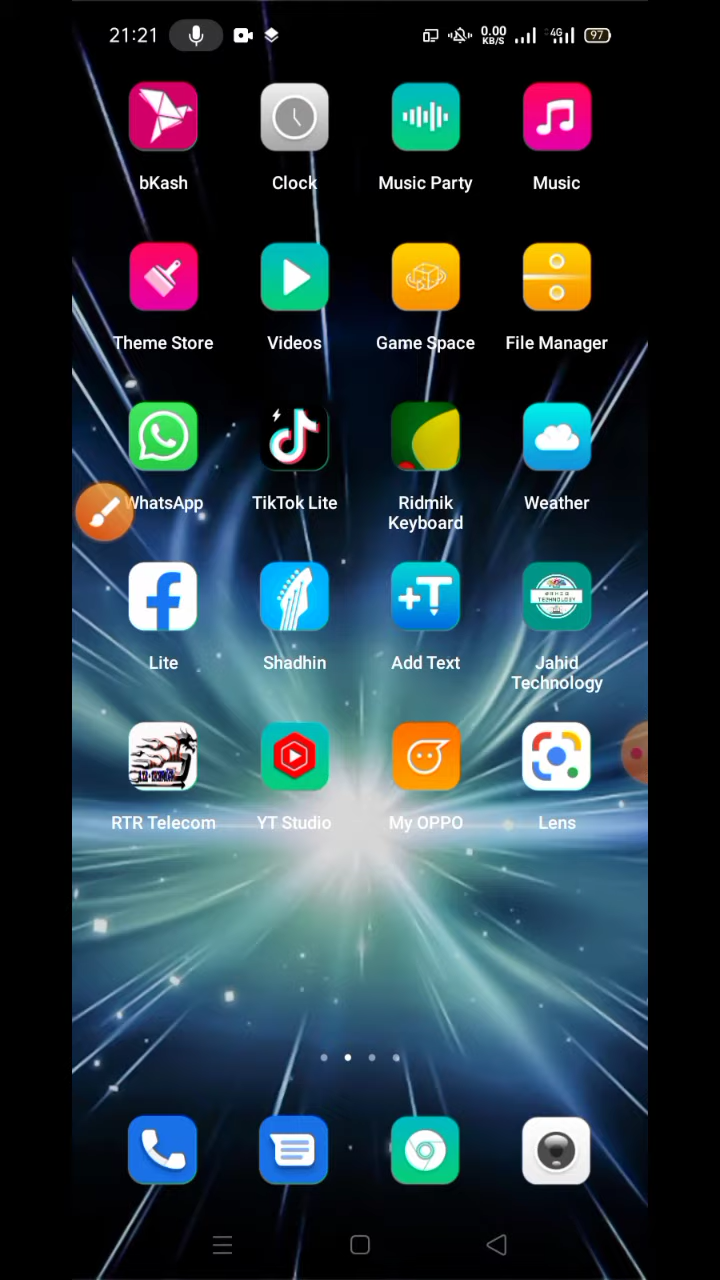 21:21
0.00
KB/S
4G
97
bKash
Clock
Music Party
Music
Theme Store
Videos
Game Space
File Manager
WhatsApp
TikTok Lite
Ridmik
Keyboard
Weather
+T
TECHNOLOGY
Lite
Shadhin
Add Text
Jahid
Technology
RTR Telecom
YT Studio
My OPPO
Lens